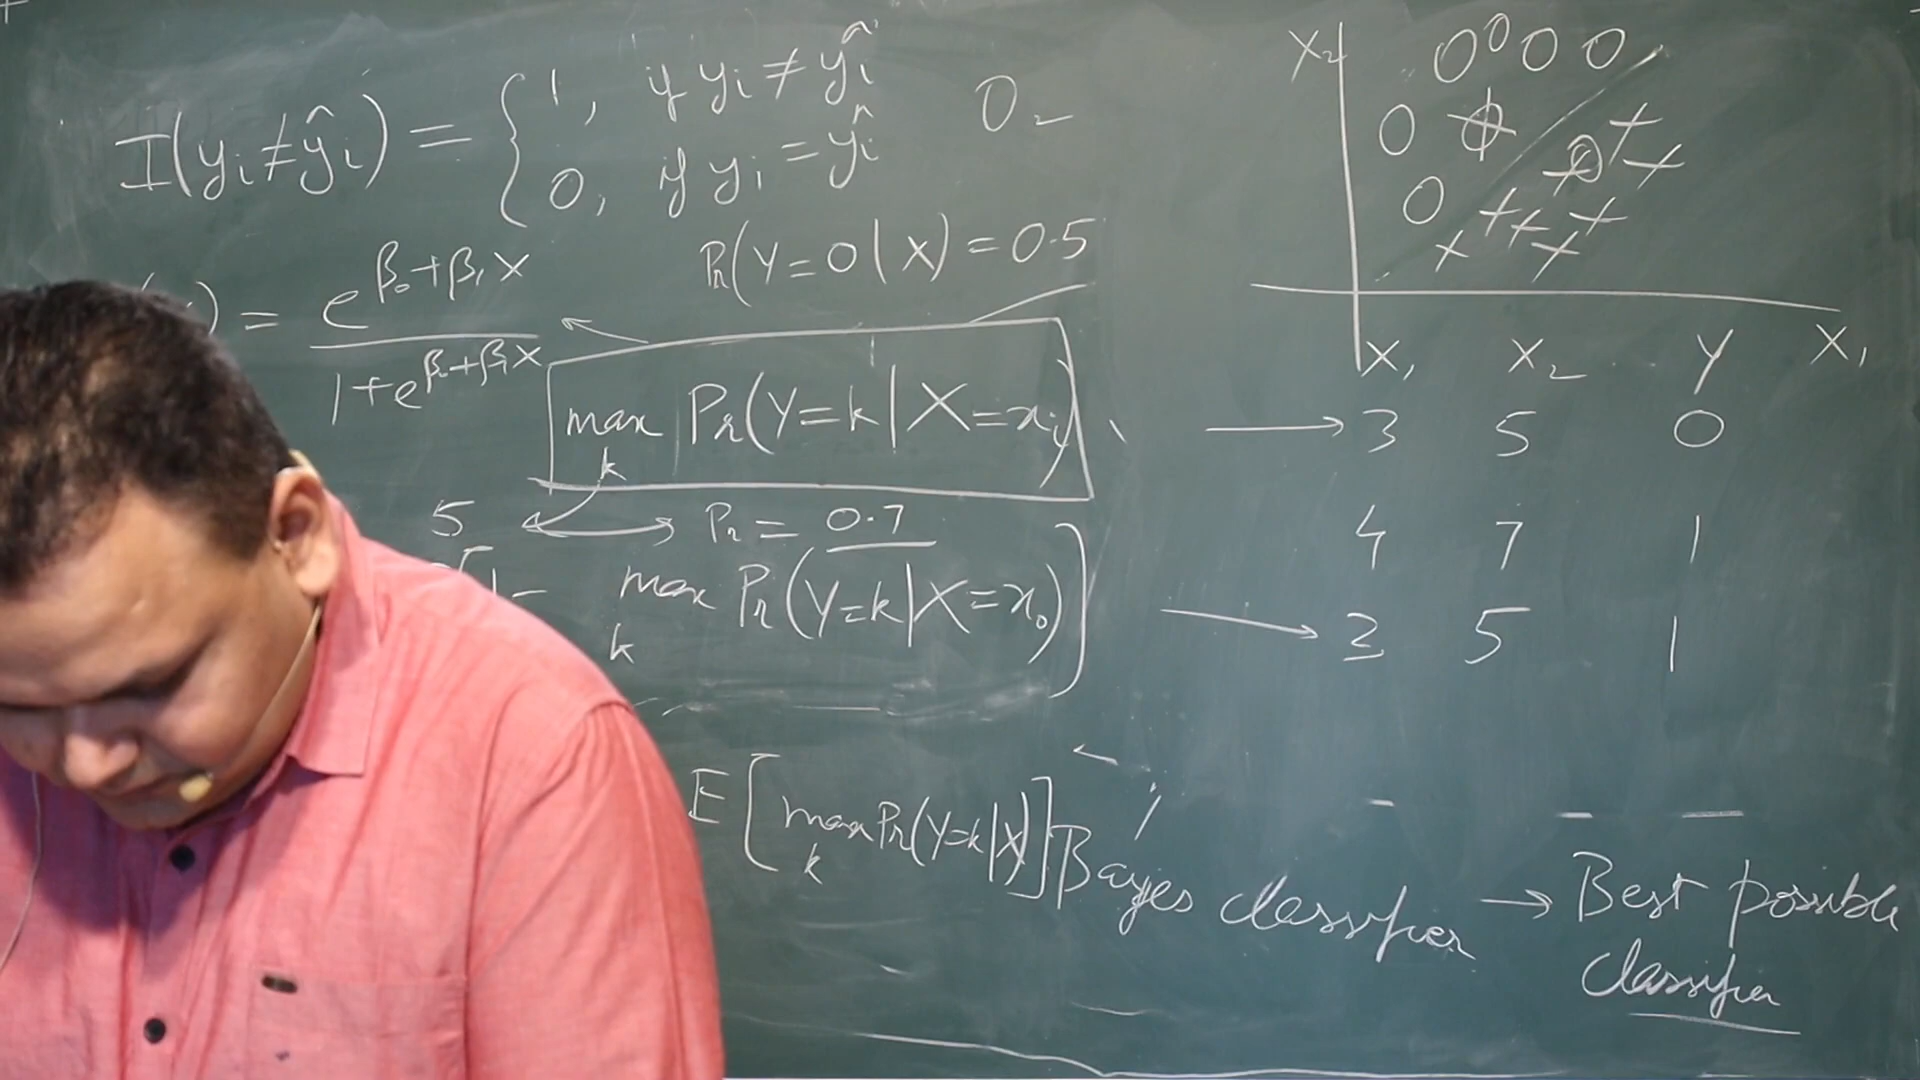 I(yᵢ≠ŷᵢ) = { 1, if yᵢ ≠ ŷᵢ
0, if yᵢ = ŷᵢ
0
Pr(Y=0|X) = 0.5
) = e^{β₀+β₁X}
1+e^{β₀+β₁X}
max Pr(Y=k|X=xᵢ)
k
5
Pr = 0.7
1- max Pr(Y=k|X=x₀)]
k
E[max Pr(Y=k|X)]
k
Bayes classifier → Best possible
classifier
X₂
0 0 0 0
0 0
0
X₁ X₂ Y X₁
→ 3 5 0
4 7 1
→ 3 5 1
- - -